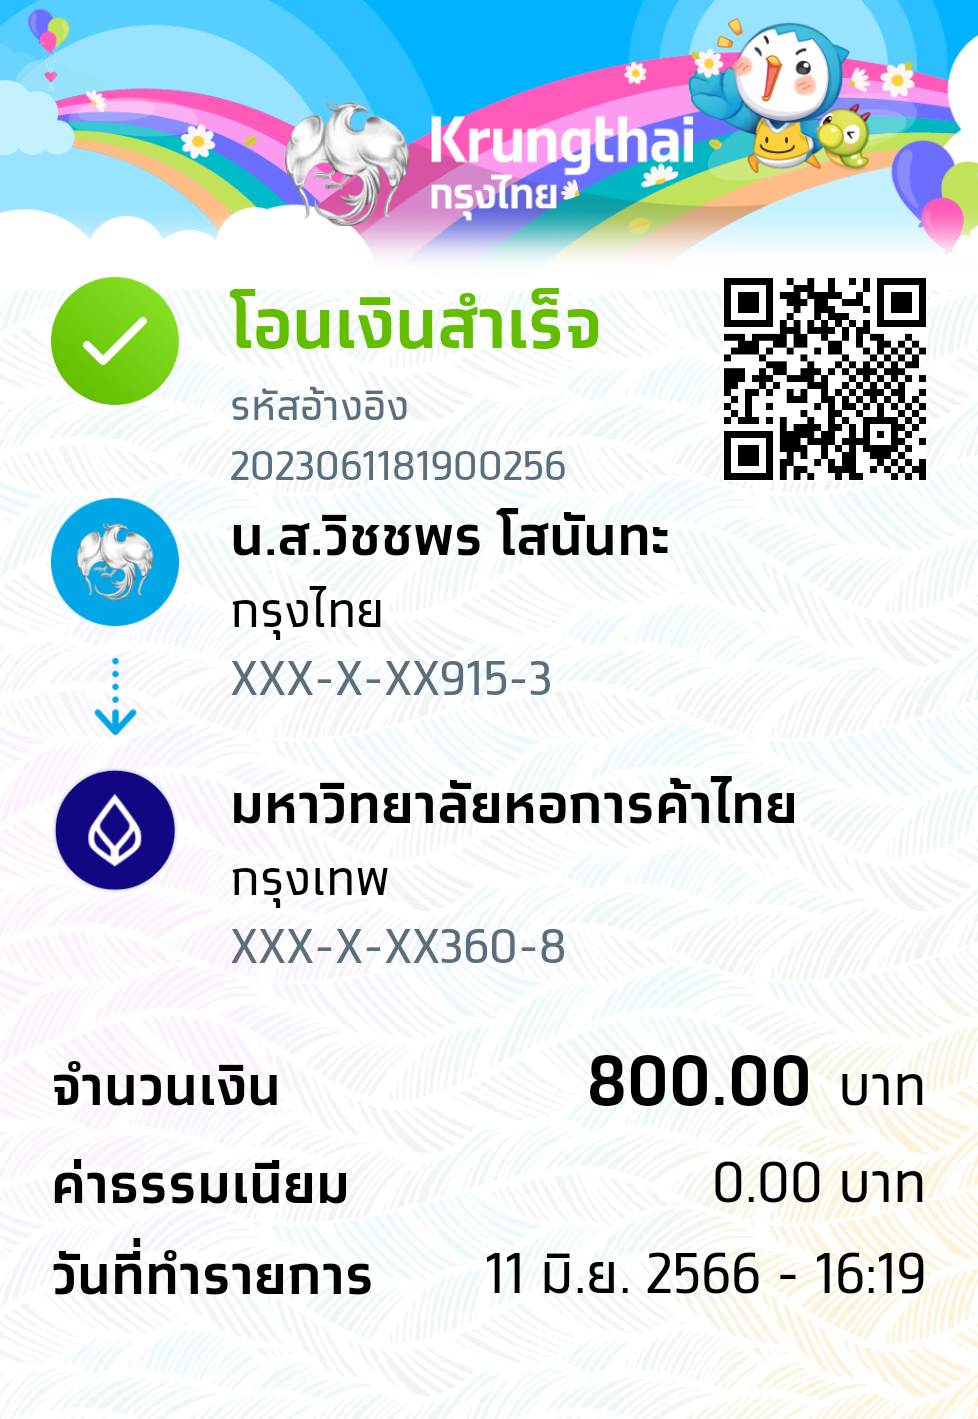 Krungthai
กรุงไทย
โอนเงินสำเร็จ
รหัสอ้างอิง
2023061181900256
น.ส.วิชชพร โสนันทะ
กรุงไทย
XXX-X-XX915-3
มหาวิทยาลัยหอการค้าไทย
กรุงเทพ
XXX-X-XX360-8
จำนวนเงิน 800.00 บาท
ค่าธรรมเนียม 0.00 บาท
วันที่ทำรายการ 11 มิ.ย. 2566 - 16:19